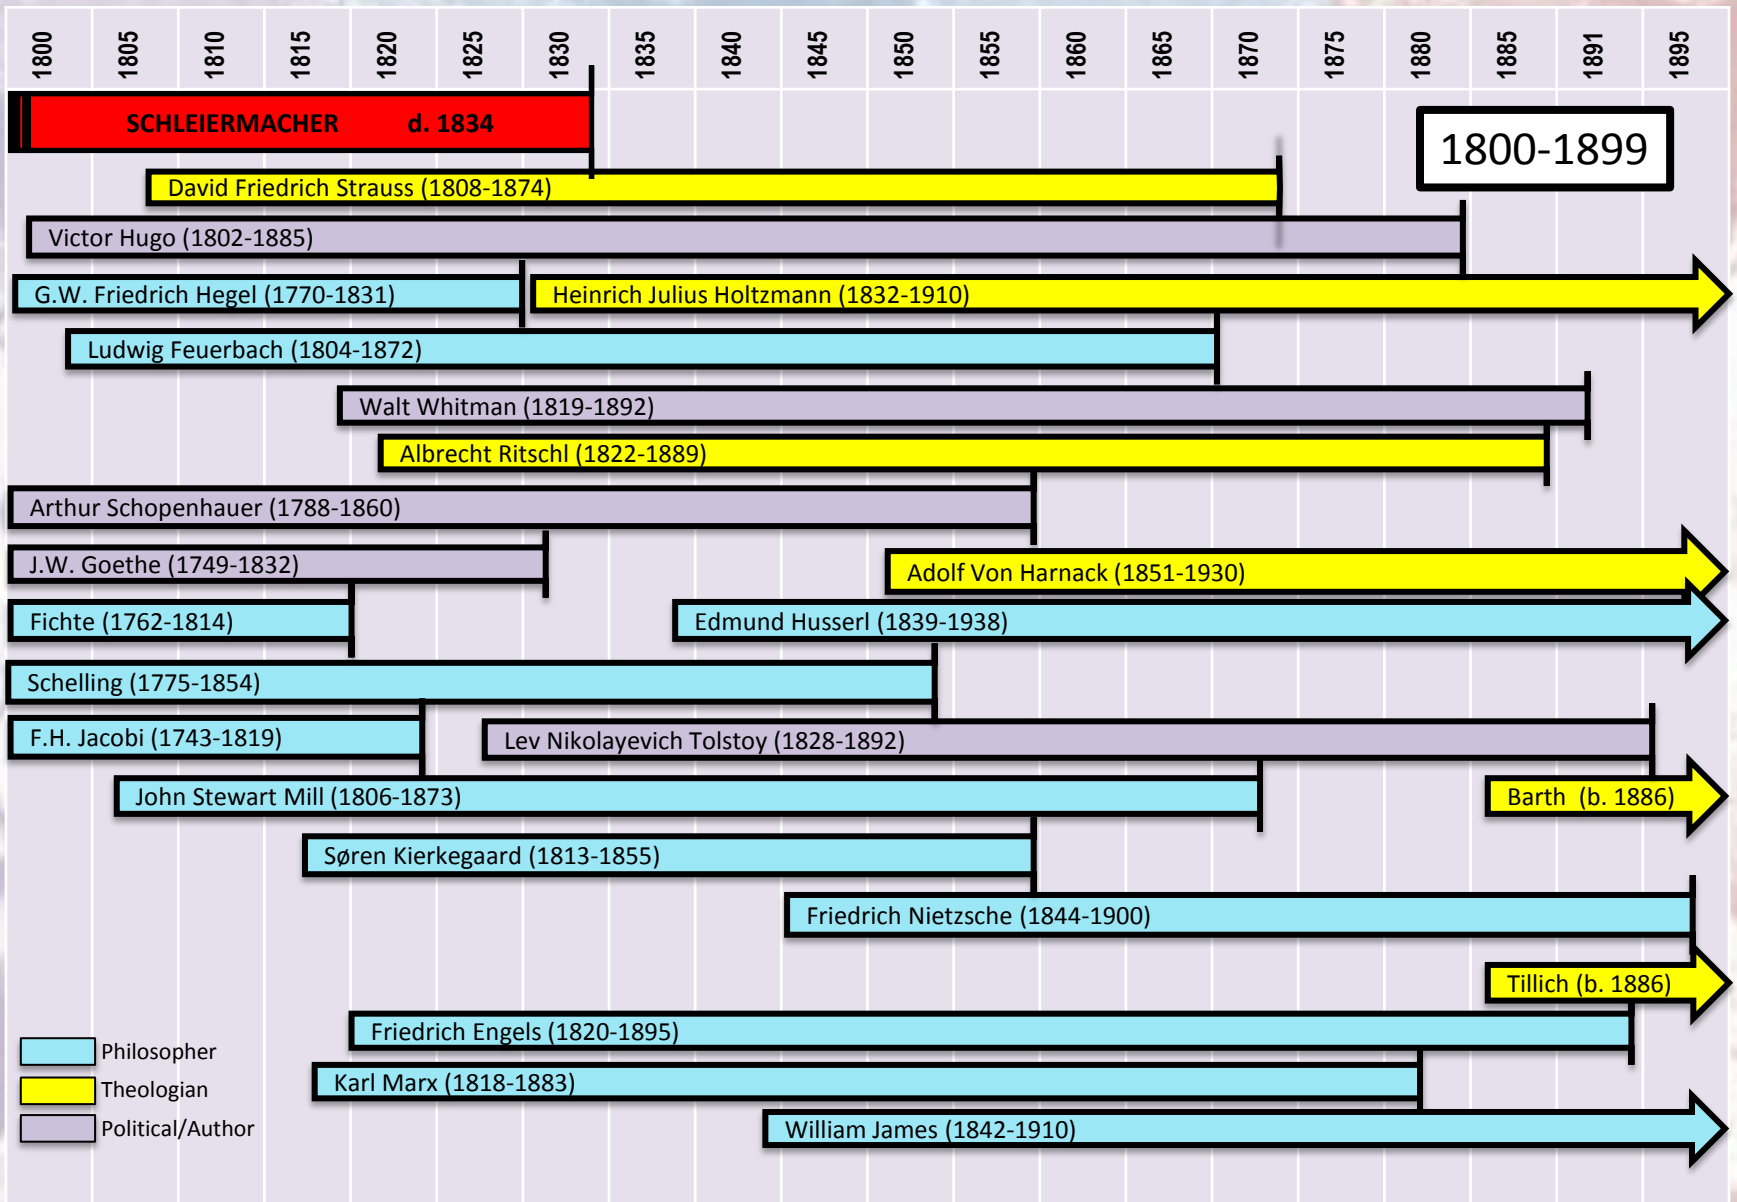 1800 1805 1810 1815 1820 1825 1830 1835 1840 1845 1850 1855 1860 1865 1870 1875 1880 1885 1891 1895
SCHLEIERMACHER d. 1834
1800-1899
David Friedrich Strauss (1808-1874)
Victor Hugo (1802-1885)
G.W. Friedrich Hegel (1770-1831)
Heinrich Julius Holtzmann (1832-1910)
Ludwig Feuerbach (1804-1872)
Walt Whitman (1819-1892)
Albrecht Ritschl (1822-1889)
Arthur Schopenhauer (1788-1860)
J.W. Goethe (1749-1832)
Adolf Von Harnack (1851-1930)
Fichte (1762-1814)
Edmund Husserl (1839-1938)
Schelling (1775-1854)
F.H. Jacobi (1743-1819)
Lev Nikolayevich Tolstoy (1828-1892)
John Stewart Mill (1806-1873)
Barth (b. 1886)
Søren Kierkegaard (1813-1855)
Friedrich Nietzsche (1844-1900)
Tillich (b. 1886)
Friedrich Engels (1820-1895)
Karl Marx (1818-1883)
William James (1842-1910)
Philosopher
Theologian
Political/Author